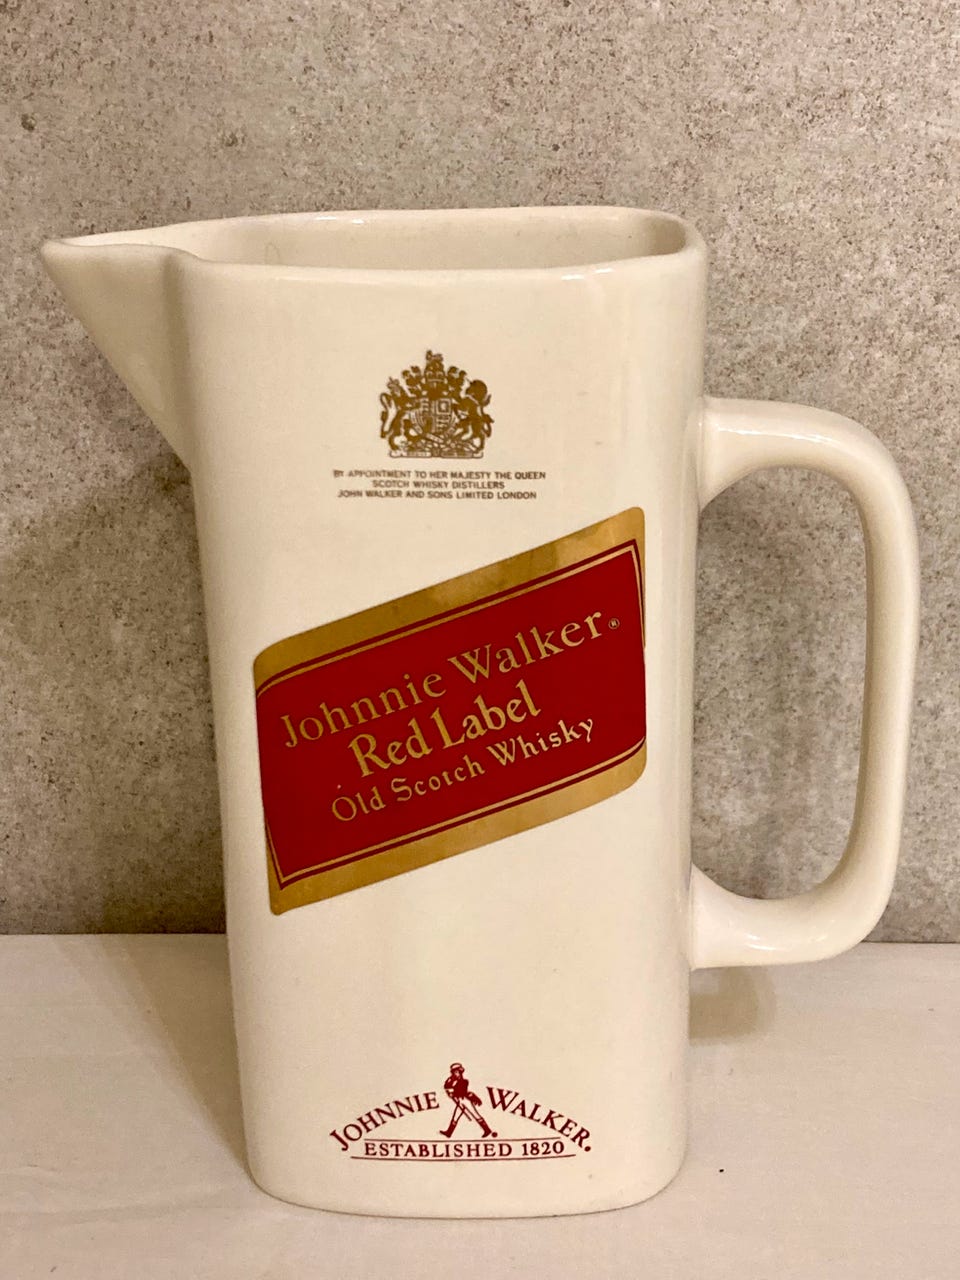 BY APPOINTMENT TO HER MAJESTY THE QUEEN
SCOTCH WHISKY DISTILLERS
JOHN WALKER AND SONS LIMITED LONDON
Johnnie Walker®
Red Label
Old Scotch Whisky
JOHNNIE WALKER.
ESTABLISHED 1820